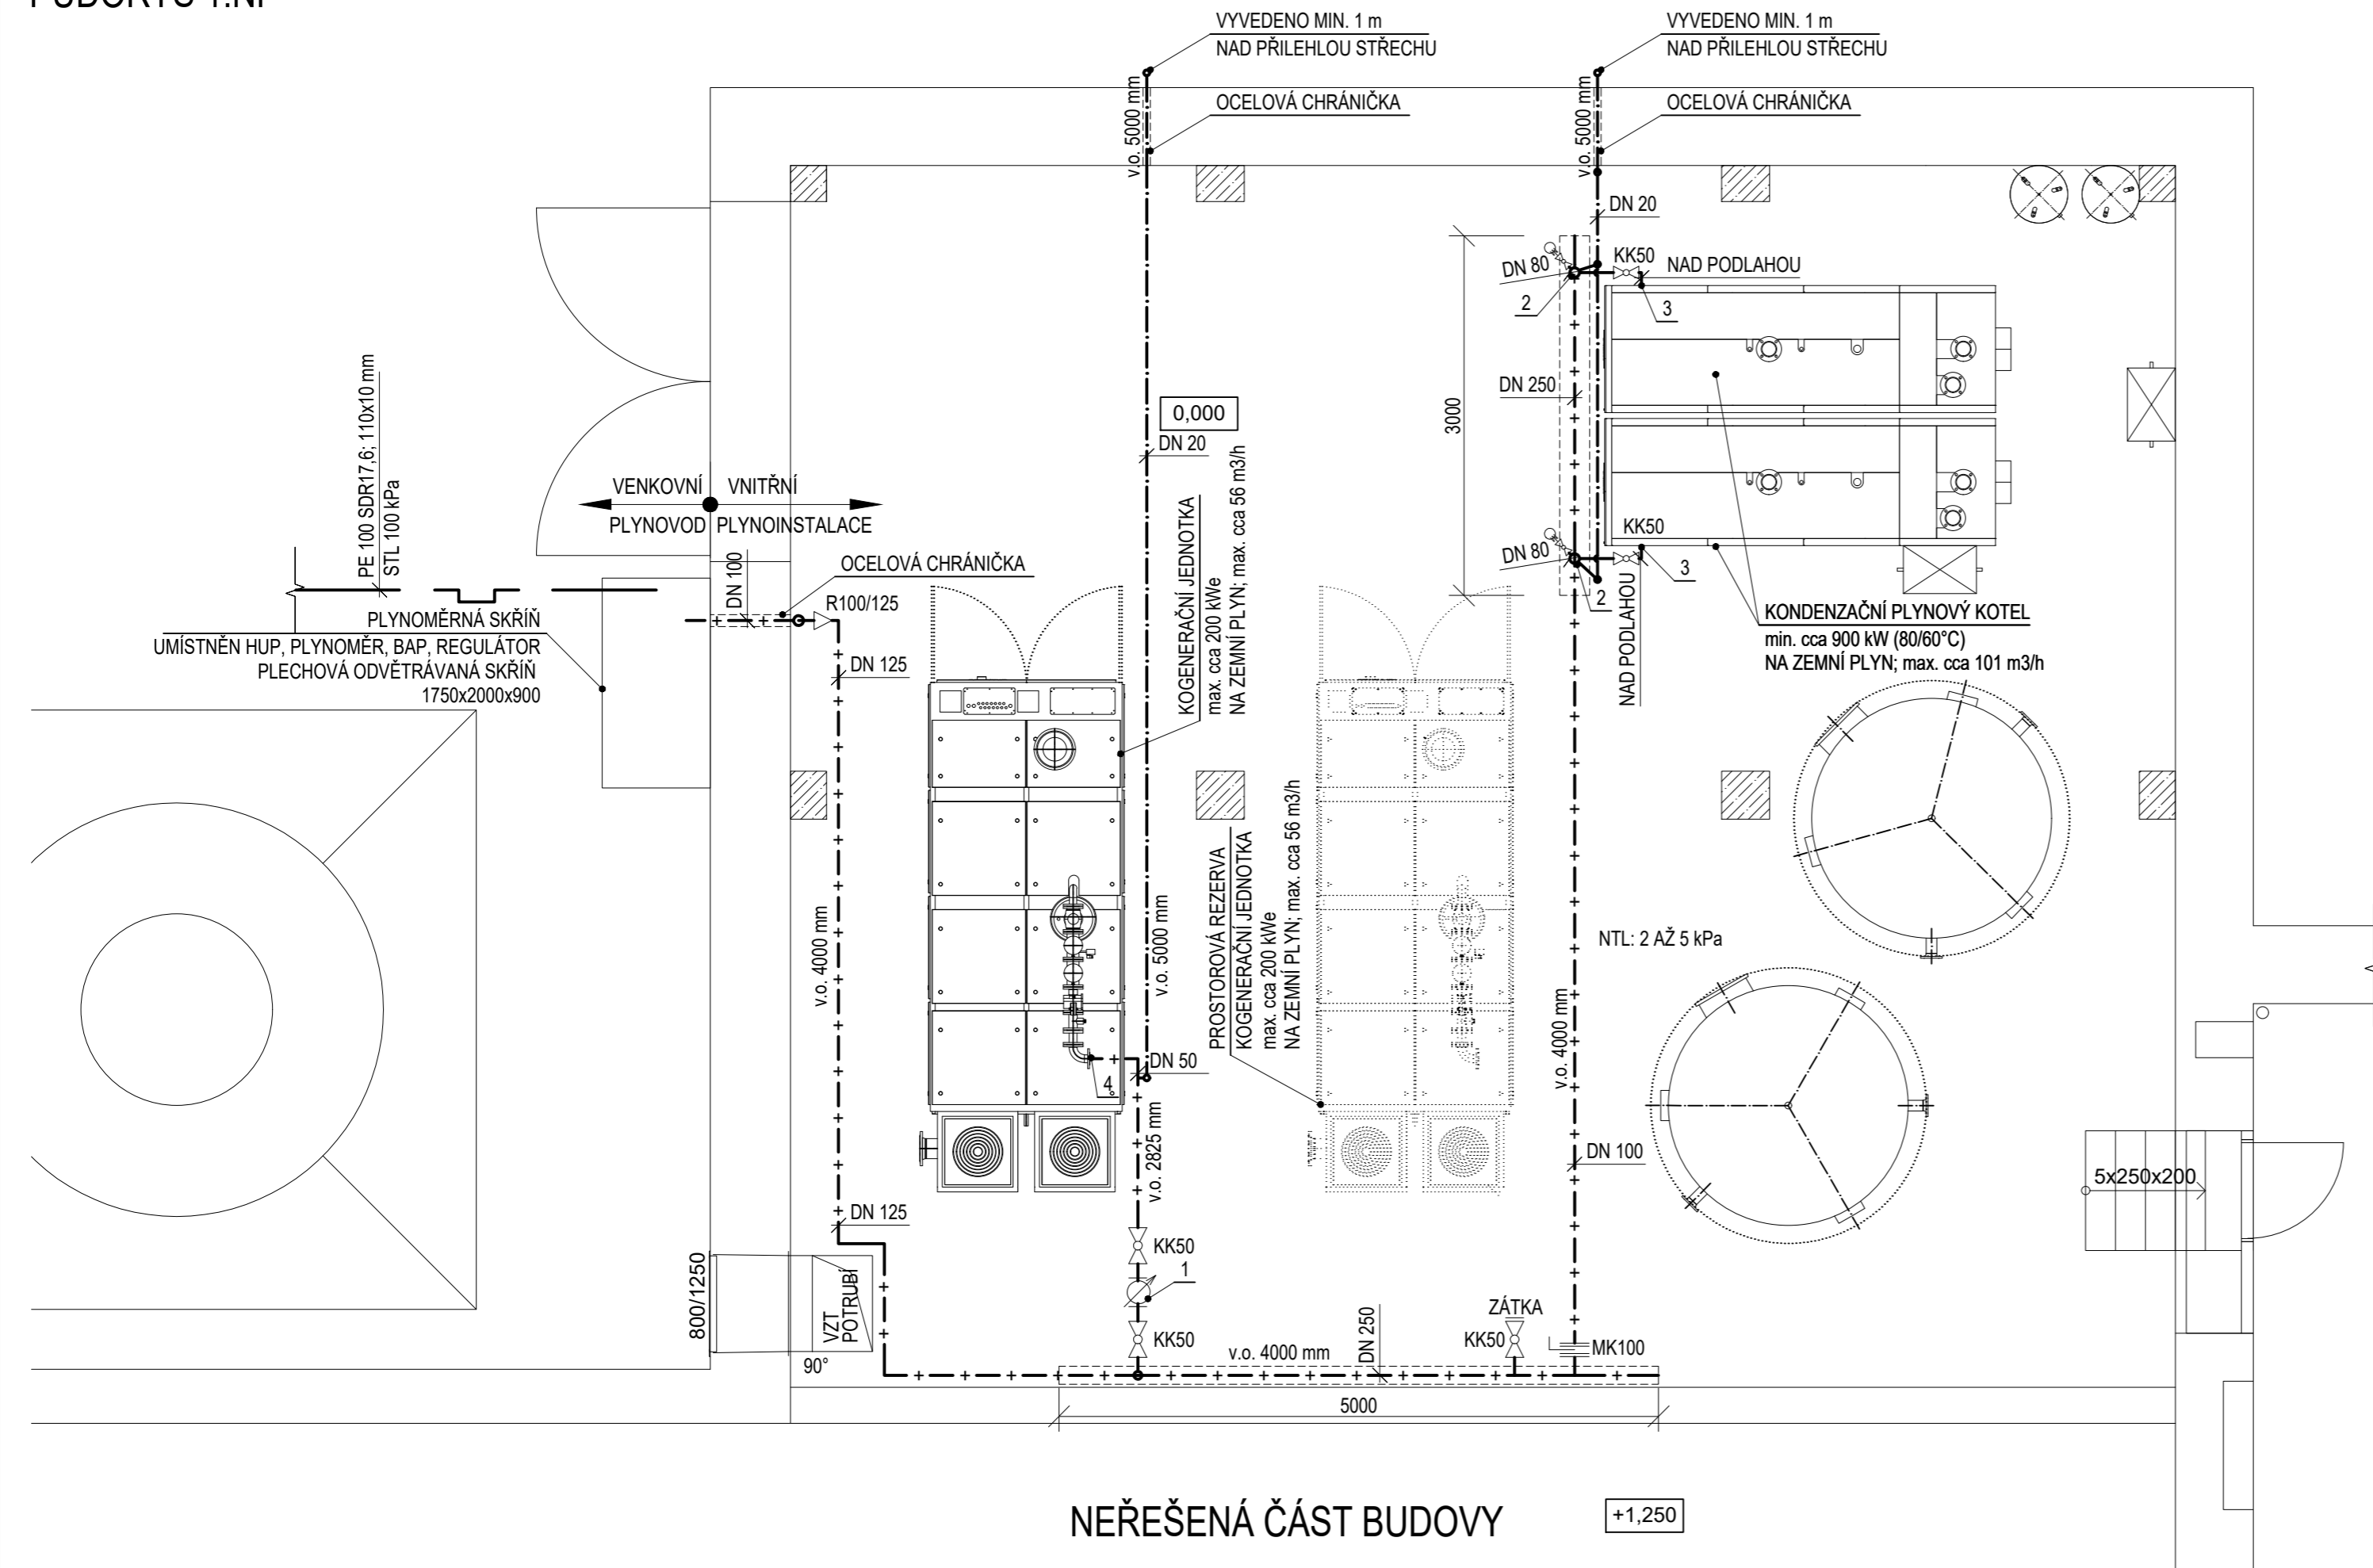 PŮDORYS 1.NP
VYVEDENO MIN. 1 m
NAD PŘILEHLOU STŘECHU
VYVEDENO MIN. 1 m
NAD PŘILEHLOU STŘECHU
v.o. 5000 mm
OCELOVÁ CHRÁNIČKA
v.o. 5000 mm
OCELOVÁ CHRÁNIČKA
DN 20
DN 80
KK50
NAD PODLAHOU
2
3
3000
DN 250
0,000
DN 20
PE 100 SDR17,6; 110x10 mm
STL 100 kPa
VENKOVNÍ
VNITŘNÍ
PLYNOVOD
PLYNOINSTALACE
KOGENERAČNÍ JEDNOTKA
max. cca 200 kWe
NA ZEMNÍ PLYN; max. cca 56 m3/h
KK50
DN 80
3
2
NAD PODLAHOU
DN 100
OCELOVÁ CHRÁNIČKA
R100/125
PLYNOMĚRNÁ SKŘÍŇ
UMÍSTNĚN HUP, PLYNOMĚR, BAP, REGULÁTOR
PLECHOVÁ ODVĚTRÁVANÁ SKŘÍŇ
1750x2000x900
KONDENZAČNÍ PLYNOVÝ KOTEL
min. cca 900 kW (80/60°C)
NA ZEMNÍ PLYN; max. cca 101 m3/h
DN 125
PROSTOROVÁ REZERVA
KOGENERAČNÍ JEDNOTKA
max. cca 200 kWe
NA ZEMNÍ PLYN; max. cca 56 m3/h
v.o. 4000 mm
v.o. 5000 mm
NTL: 2 AŽ 5 kPa
v.o. 4000 mm
DN 50
4
v.o. 2825 mm
DN 100
5x250x200
DN 125
KK50
1
800/1250
VZT
POTRUBÍ
90°
KK50
v.o. 4000 mm
DN 250
ZÁTKA
KK50
MK100
5000
NEŘEŠENÁ ČÁST BUDOVY
+1,250